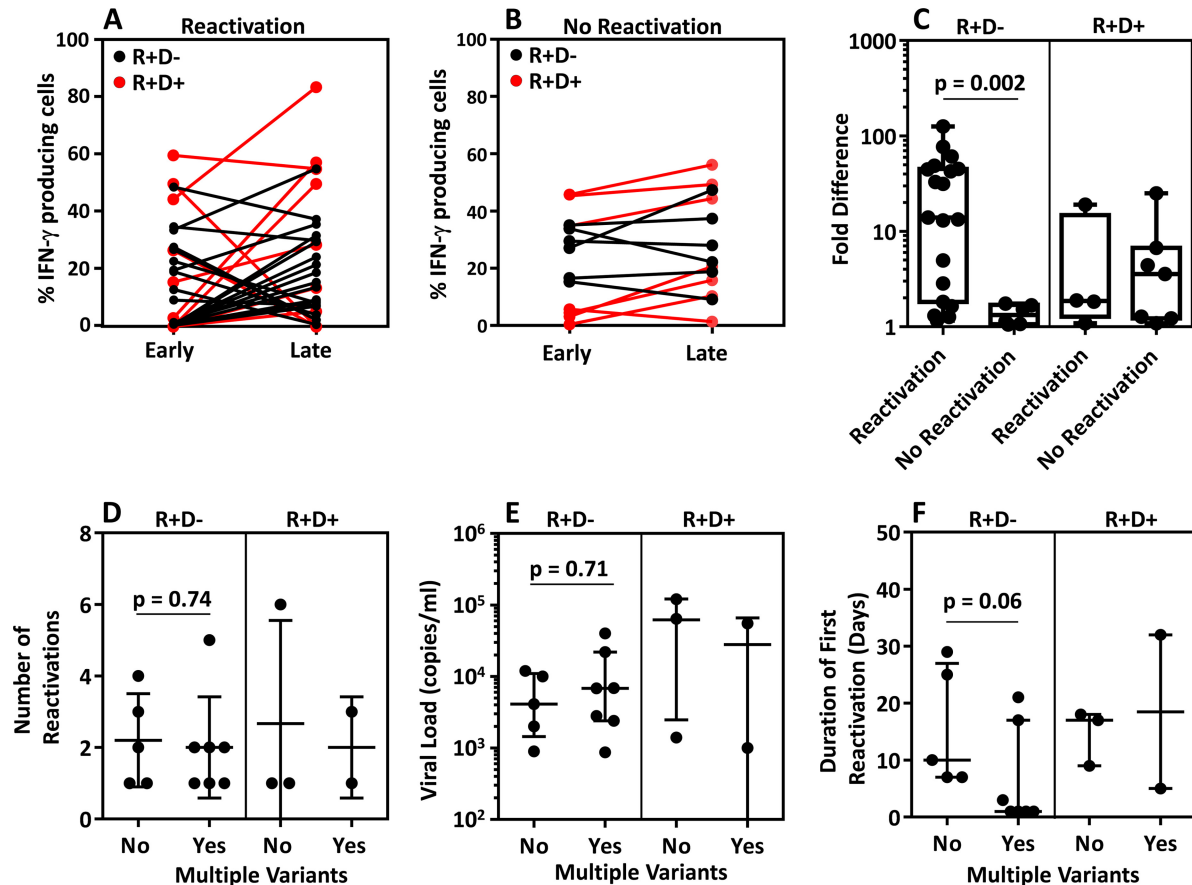 A
Reactivation
% IFN-γ producing cells
100
80
60
40
20
0
R+D-
R+D+
Early
Late
B
No Reactivation
% IFN-γ producing cells
100
80
60
40
20
0
R+D-
R+D+
Early
Late
C
R+D-
R+D+
Fold Difference
1000
100
10
1
p = 0.002
Reactivation
No Reactivation
Reactivation
No Reactivation
D
R+D-
R+D+
Number of
Reactivations
8
6
4
2
0
p = 0.74
No
Yes
No
Yes
Multiple Variants
E
R+D-
R+D+
Viral Load (copies/ml)
10⁶
10⁵
10⁴
10³
10²
p = 0.71
No
Yes
No
Yes
Multiple Variants
F
R+D-
R+D+
Duration of First
Reactivation (Days)
50
40
30
20
10
0
p = 0.06
No
Yes
No
Yes
Multiple Variants